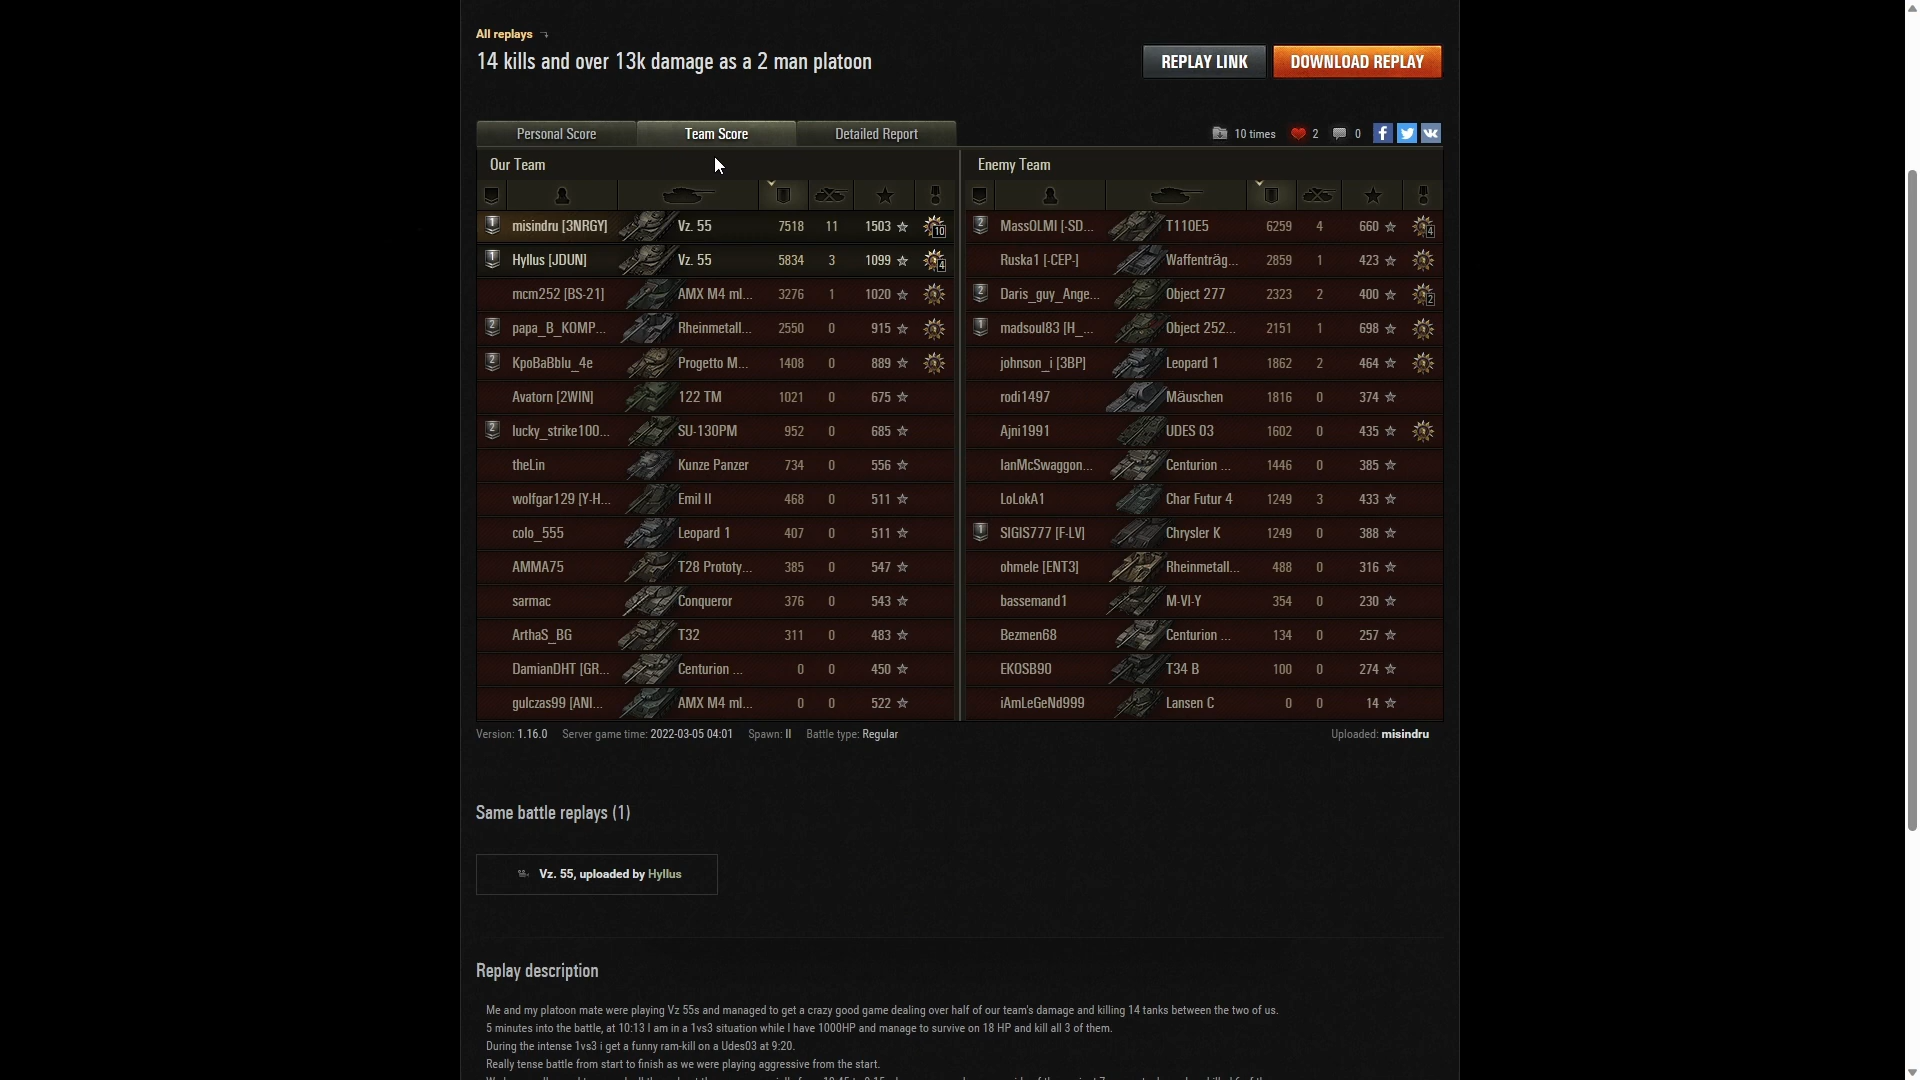 All replays
14 kills and over 13k damage as a 2 man platoon
REPLAY LINK
DOWNLOAD REPLAY
Personal Score
Team Score
Detailed Report
10 times
2
0
Our Team
1 misindru [3NRGY] Vz. 55 7518 11 1503 10
1 Hyllus [JDUN] Vz. 55 5834 3 1099 4
mcm252 [BS-21] AMX M4 ml... 3276 1 1020
2 papa_B_KOMP... Rheinmetall... 2550 0 915
2 KpoBaBblu_4e Progetto M... 1408 0 889
Avatorn [2WIN] 122 TM 1021 0 675
2 lucky_strike100... SU-130PM 952 0 685
theLin Kunze Panzer 734 0 556
wolfgar129 [Y-H... Emil II 468 0 511
colo_555 Leopard 1 407 0 511
AMMA75 T28 Prototy... 385 0 547
sarmac Conqueror 376 0 543
ArthaS_BG T32 311 0 483
DamianDHT [GR... Centurion ... 0 0 450
gulczas99 [ANI... AMX M4 ml... 0 0 522
Enemy Team
2 MassOLMI [-SD... T110E5 6259 4 660 4
Ruska1 [-CEP-] Waffenträg... 2859 1 423
2 Daris_guy_Ange... Object 277 2323 2 400 2
1 madsoul83 [H_... Object 252... 2151 1 698
johnson_i [3BP] Leopard 1 1862 2 464
rodi1497 Mäuschen 1816 0 374
Ajni1991 UDES 03 1602 0 435
IanMcSwaggon... Centurion ... 1446 0 385
LoLokA1 Char Futur 4 1249 3 433
1 SIGIS777 [F-LV] Chrysler K 1249 0 388
ohmele [ENT3] Rheinmetall... 488 0 316
bassemand1 M-VI-Y 354 0 230
Bezmen68 Centurion ... 134 0 257
EKOSB90 T34 B 100 0 274
iAmLeGeNd999 Lansen C 0 0 14
Version: 1.16.0 Server game time: 2022-03-05 04:01 Spawn: II Battle type: Regular
Uploaded: misindru
Same battle replays (1)
Vz. 55, uploaded by Hyllus
Replay description
Me and my platoon mate were playing Vz 55s and managed to get a crazy good game dealing over half of our team's damage and killing 14 tanks between the two of us.
5 minutes into the battle, at 10:13 I am in a 1vs3 situation while I have 1000HP and manage to survive on 18 HP and kill all 3 of them.
During the intense 1vs3 i get a funny ram-kill on a Udes03 at 9:20.
Really tense battle from start to finish as we were playing aggressive from the start.